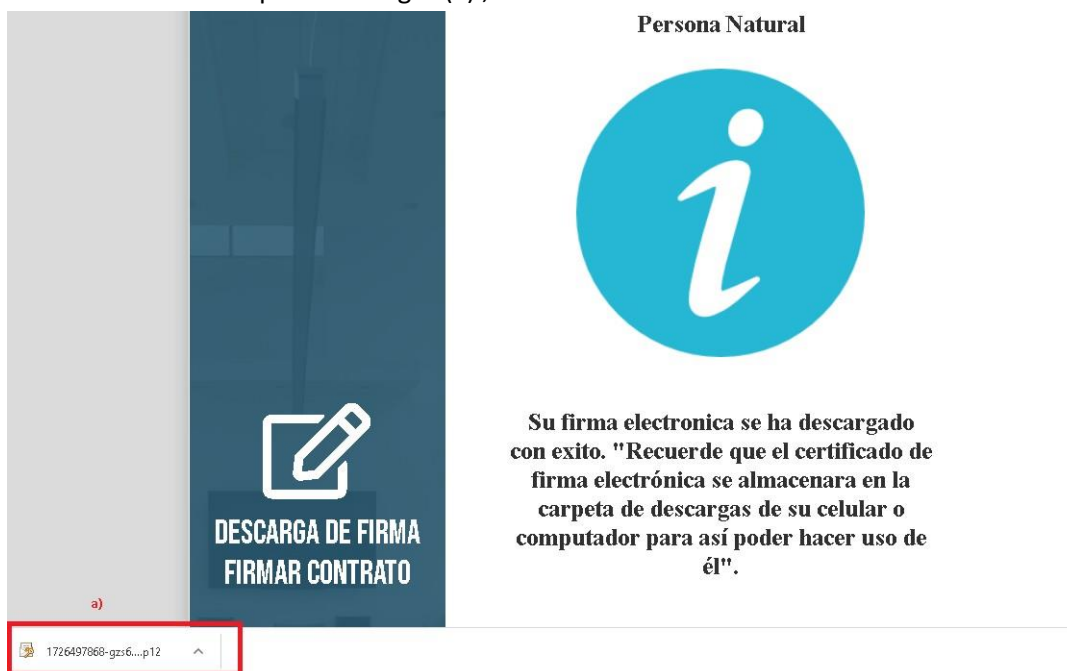 Persona Natural
Su firma electronica se ha descargado
con exito. "Recuerde que el certificado de
firma electrónica se almacenara en la
carpeta de descargas de su celular o
computador para así poder hacer uso de
él".
DESCARGA DE FIRMA
FIRMAR CONTRATO
a)
1726497868-gzs6....p12